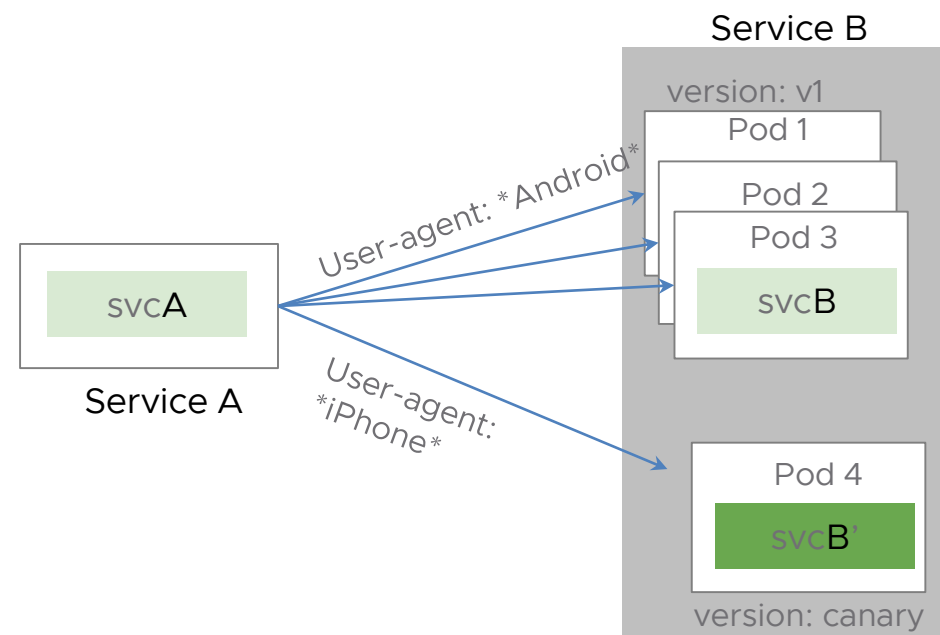 Service B
version: v1
Pod 1
Pod 2
Pod 3
svcB
User-agent: *Android*
svcA
Service A
User-agent:
*iPhone*
Pod 4
svcB’
version: canary